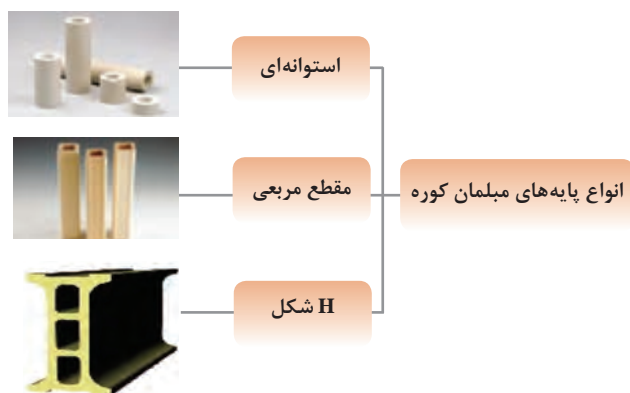 انواع پایه‌های مبلمان کوره
استوانه‌ای
مقطع مربعی
H شکل